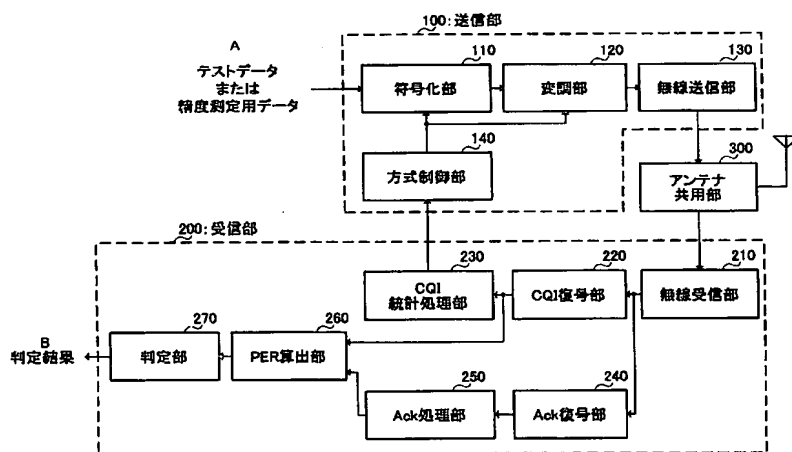 100:送信部
A
テストデータ
または
精度測定用データ
110
符号化部
120
変調部
130
無線送信部
140
方式制御部
300
アンテナ
共用部
200:受信部
230
CQI
統計処理部
220
CQI復号部
210
無線受信部
B
判定結果
270
判定部
260
PER算出部
250
Ack処理部
240
Ack復号部